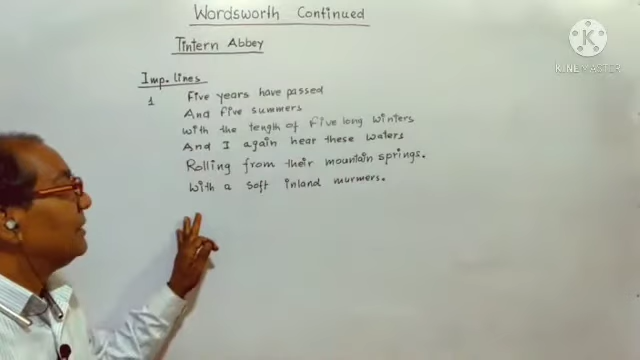 Wordsworth Continued
Tintern Abbey
Imp. lines
1 Five years have passed
And five summers
with the tength of five long winters
And I again hear these waters
Rolling from their mountain springs.
With a soft inland murmers.
KINEMASTER